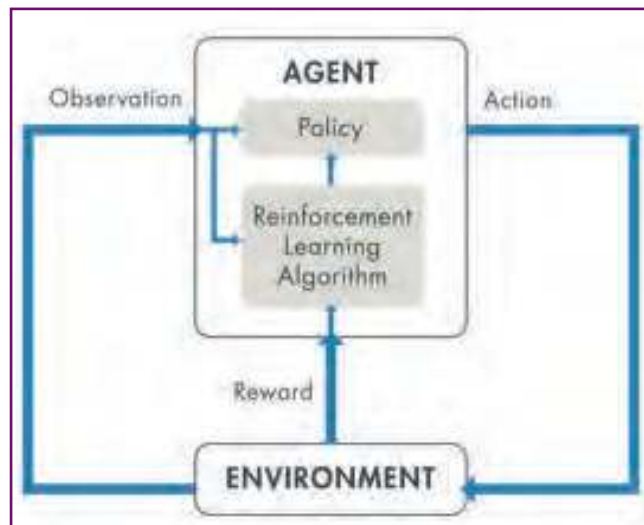 AGENT
Observation
Action
Policy
Reinforcement
Learning
Algorithm
Reward
ENVIRONMENT